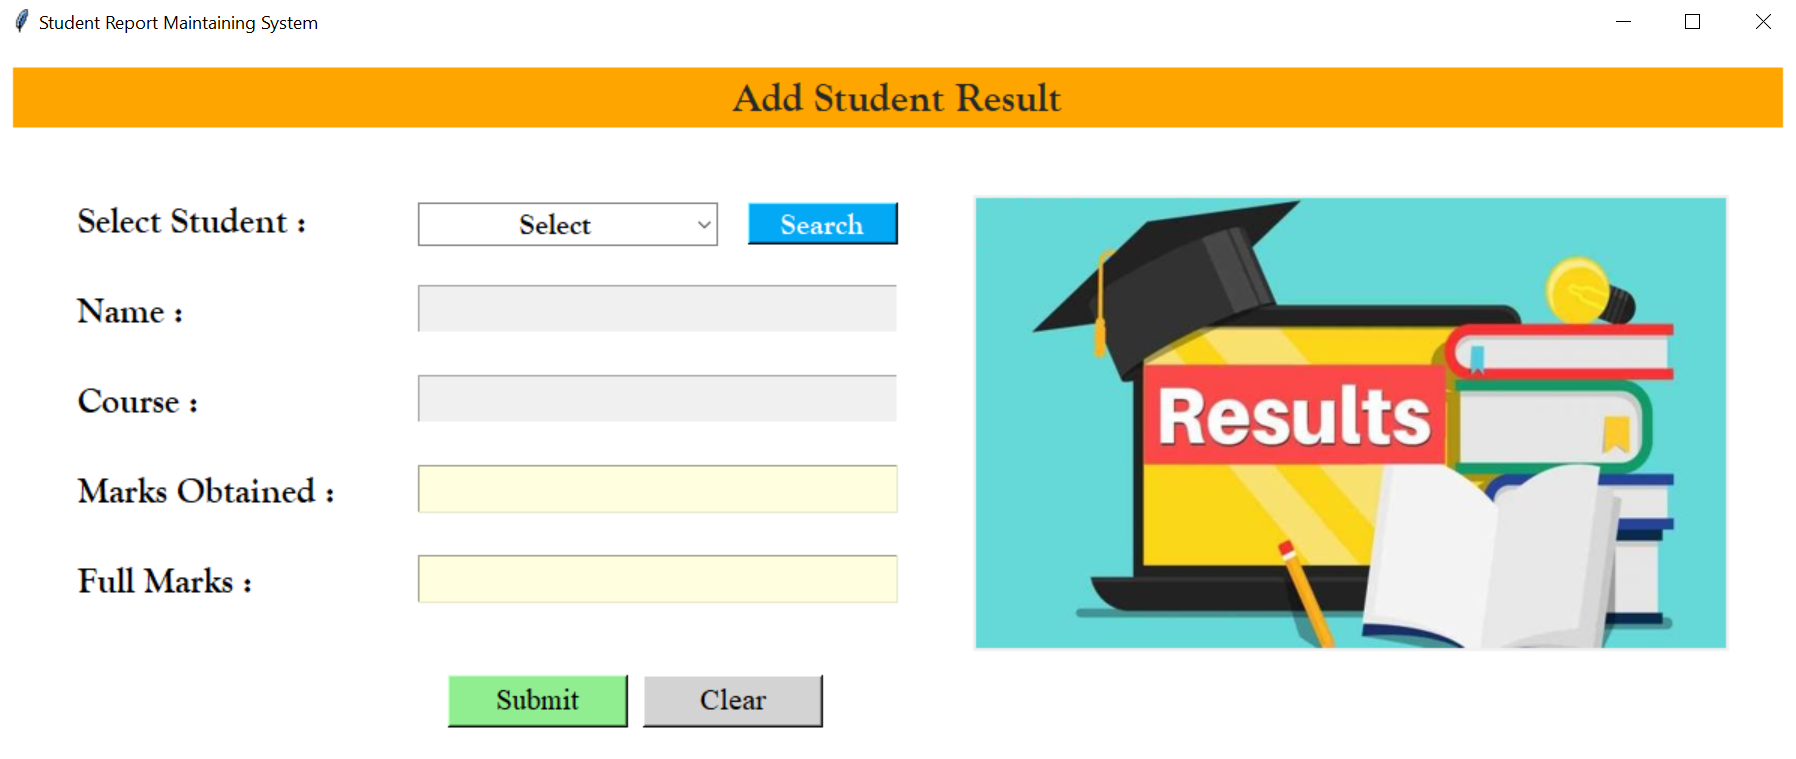 Student Report Maintaining System
Add Student Result
Select Student :
Select
Search
Name :
Course :
Marks Obtained :
Full Marks :
Submit
Clear
Results